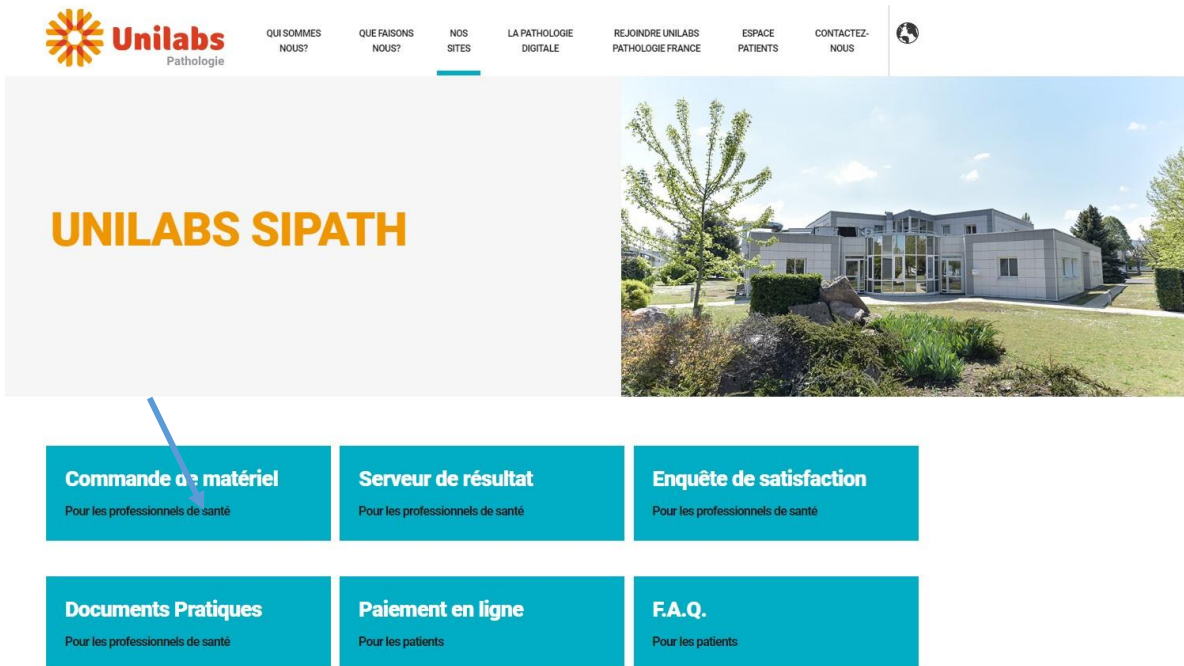 Unilabs
Pathologie
QUI SOMMES
NOUS?
QUE FAISONS
NOUS?
NOS
SITES
LA PATHOLOGIE
DIGITALE
REJOINDRE UNILABS
PATHOLOGIE FRANCE
ESPACE
PATIENTS
CONTACTEZ-
NOUS
UNILABS SIPATH
Commande de matériel
Pour les professionnels de santé
Serveur de résultat
Pour les professionnels de santé
Enquête de satisfaction
Pour les professionnels de santé
Documents Pratiques
Pour les professionnels de santé
Paiement en ligne
Pour les patients
F.A.Q.
Pour les patients